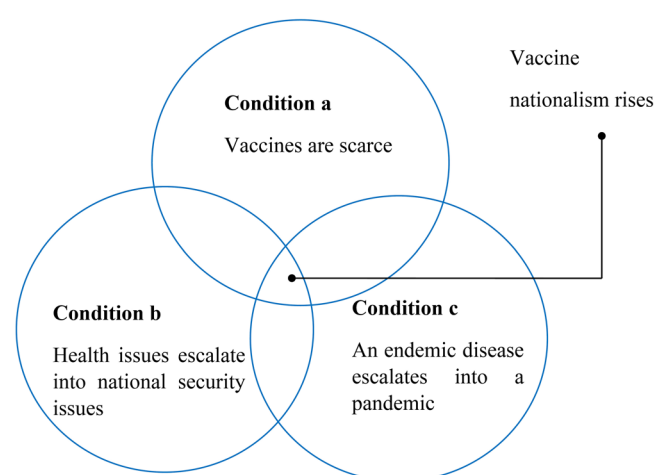 Vaccine
nationalism rises
Condition a
Vaccines are scarce
Condition b
Health issues escalate
into national security
issues
Condition c
An endemic disease
escalates into a
pandemic